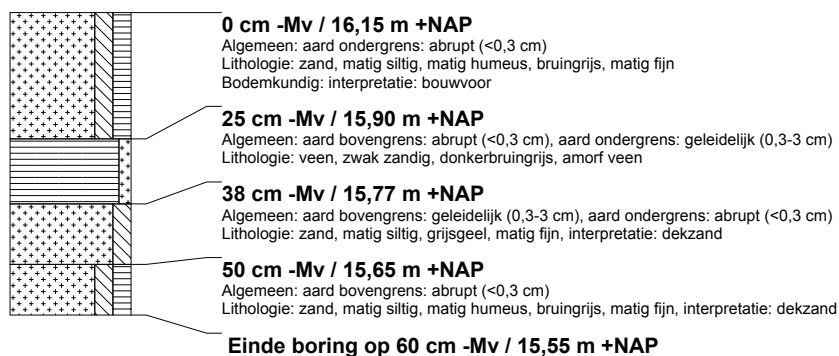 0 cm -Mv / 16,15 m +NAP
Algemeen: aard ondergrens: abrupt (<0,3 cm)
Lithologie: zand, matig siltig, matig humeus, bruingrijs, matig fijn
Bodemkundig: interpretatie: bouwvoor
25 cm -Mv / 15,90 m +NAP
Algemeen: aard bovengrens: abrupt (<0,3 cm), aard ondergrens: geleidelijk (0,3-3 cm)
Lithologie: veen, zwak zandig, donkerbruingrijs, amorf veen
38 cm -Mv / 15,77 m +NAP
Algemeen: aard bovengrens: geleidelijk (0,3-3 cm), aard ondergrens: abrupt (<0,3 cm)
Lithologie: zand, matig siltig, grijsgeel, matig fijn, interpretatie: dekzand
50 cm -Mv / 15,65 m +NAP
Algemeen: aard bovengrens: abrupt (<0,3 cm)
Lithologie: zand, matig siltig, matig humeus, bruingrijs, matig fijn, interpretatie: dekzand
Einde boring op 60 cm -Mv / 15,55 m +NAP